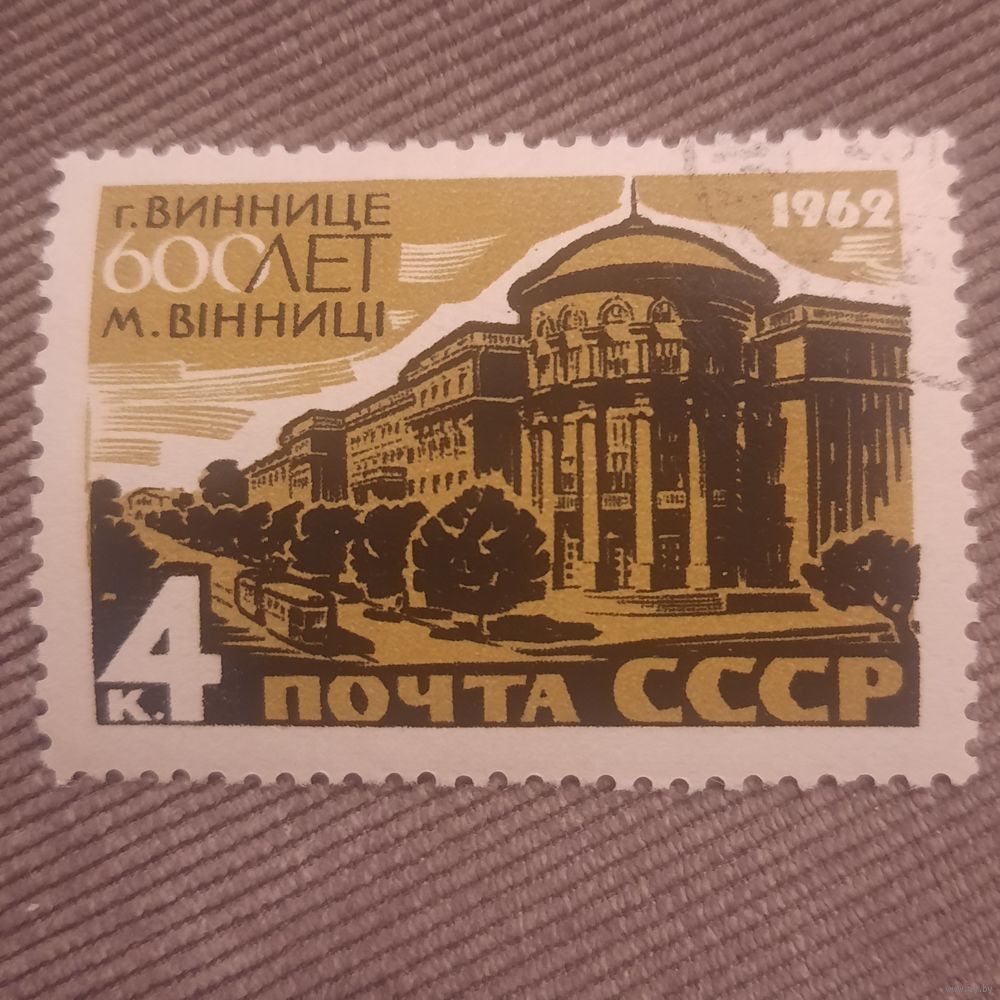 г. ВИННИЦЕ
600 ЛЕТ
м. ВІННИЦІ
1962
4 к.
ПОЧТА СССР